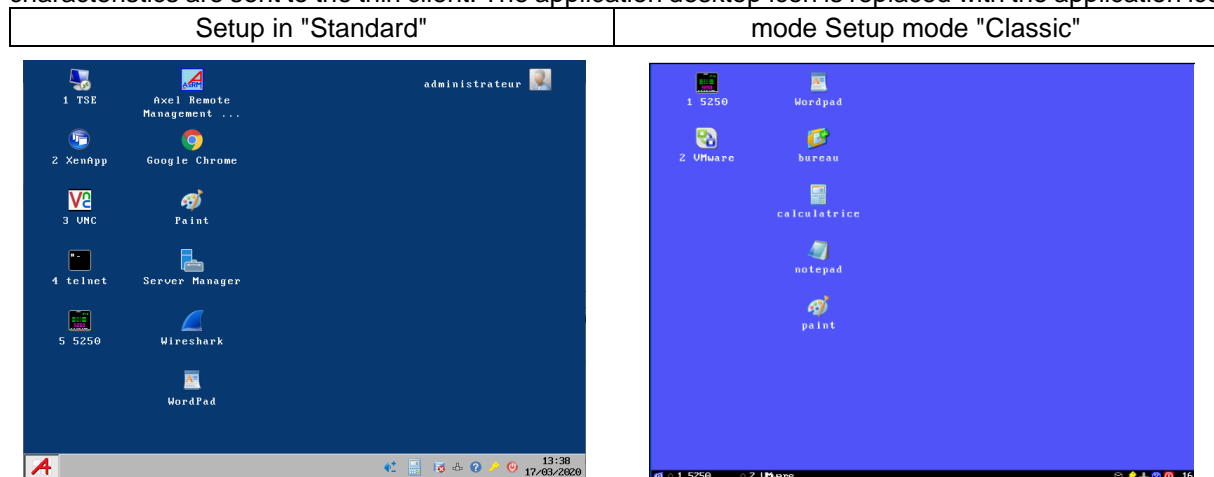 characteristics are sent to the thin client. The application desktop icon is replaced with the application
Setup in "Standard"
mode Setup mode "Classic"
1 TSE
Axel Remote
Management ...
administrateur
2 XenApp
Google Chrome
3 VNC
Paint
4 telnet
Server Manager
5 5250
Wireshark
WordPad
13:38
17/03/2020
1 5250
Wordpad
2 VMware
bureau
calculatrice
notepad
paint
1 5250
2 VMware
16